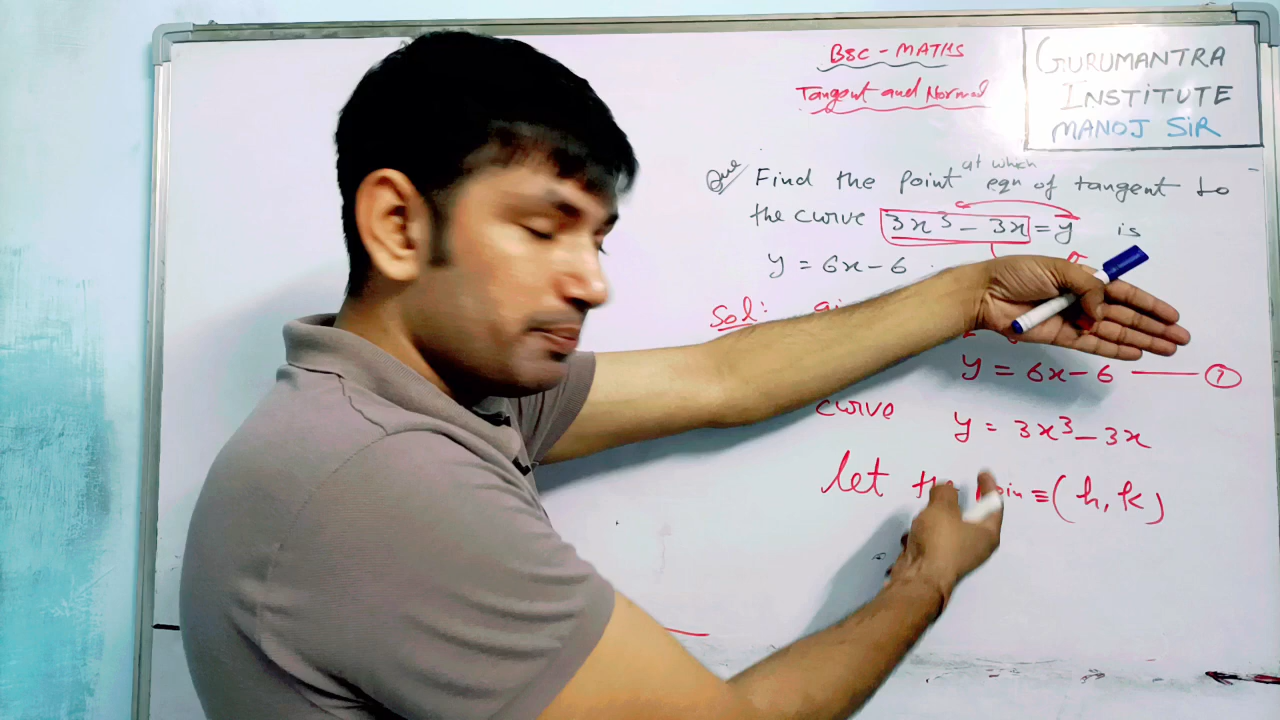 BSC - MATHS
Tangent and Normal
GURUMANTRA
INSTITUTE
MANOJ SIR
Que Find the point at which eqn of tangent to
the curve 3x³ - 3x = y is
y = 6x - 6
Sol:
y = 6x - 6 —— ①
curve y = 3x³ - 3x
let the poin ≡ (h, k)